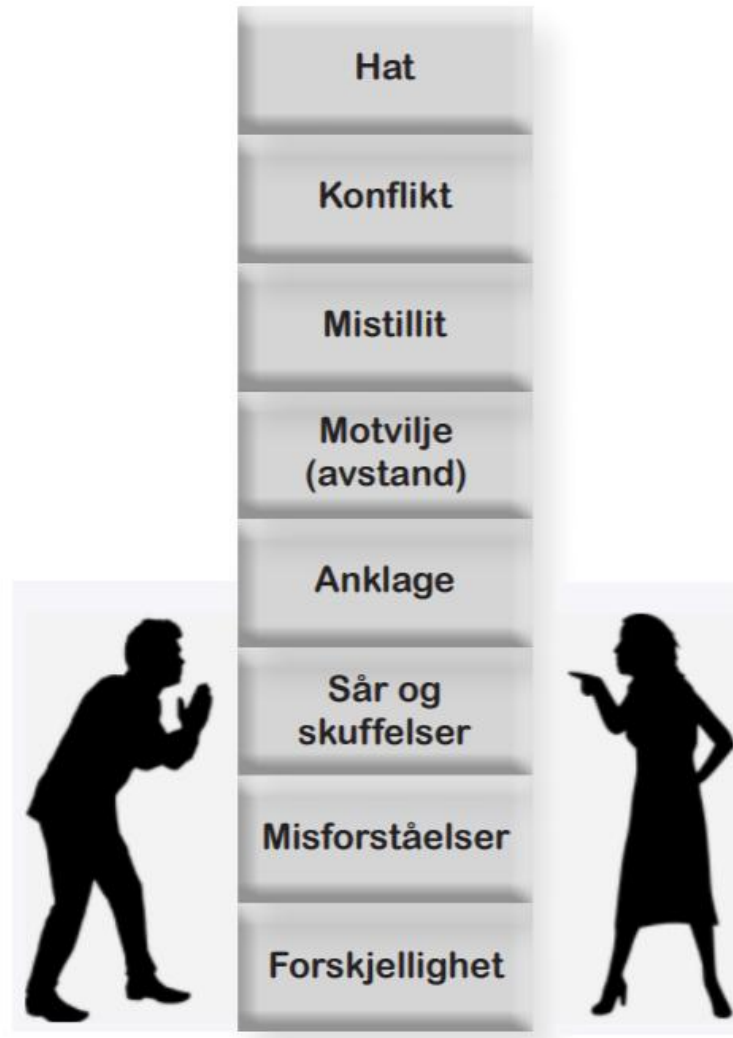 Hat
Konflikt
Mistillit
Motvilje
(avstand)
Anklage
Sår og
skuffelser
Misforståelser
Forskjellighet